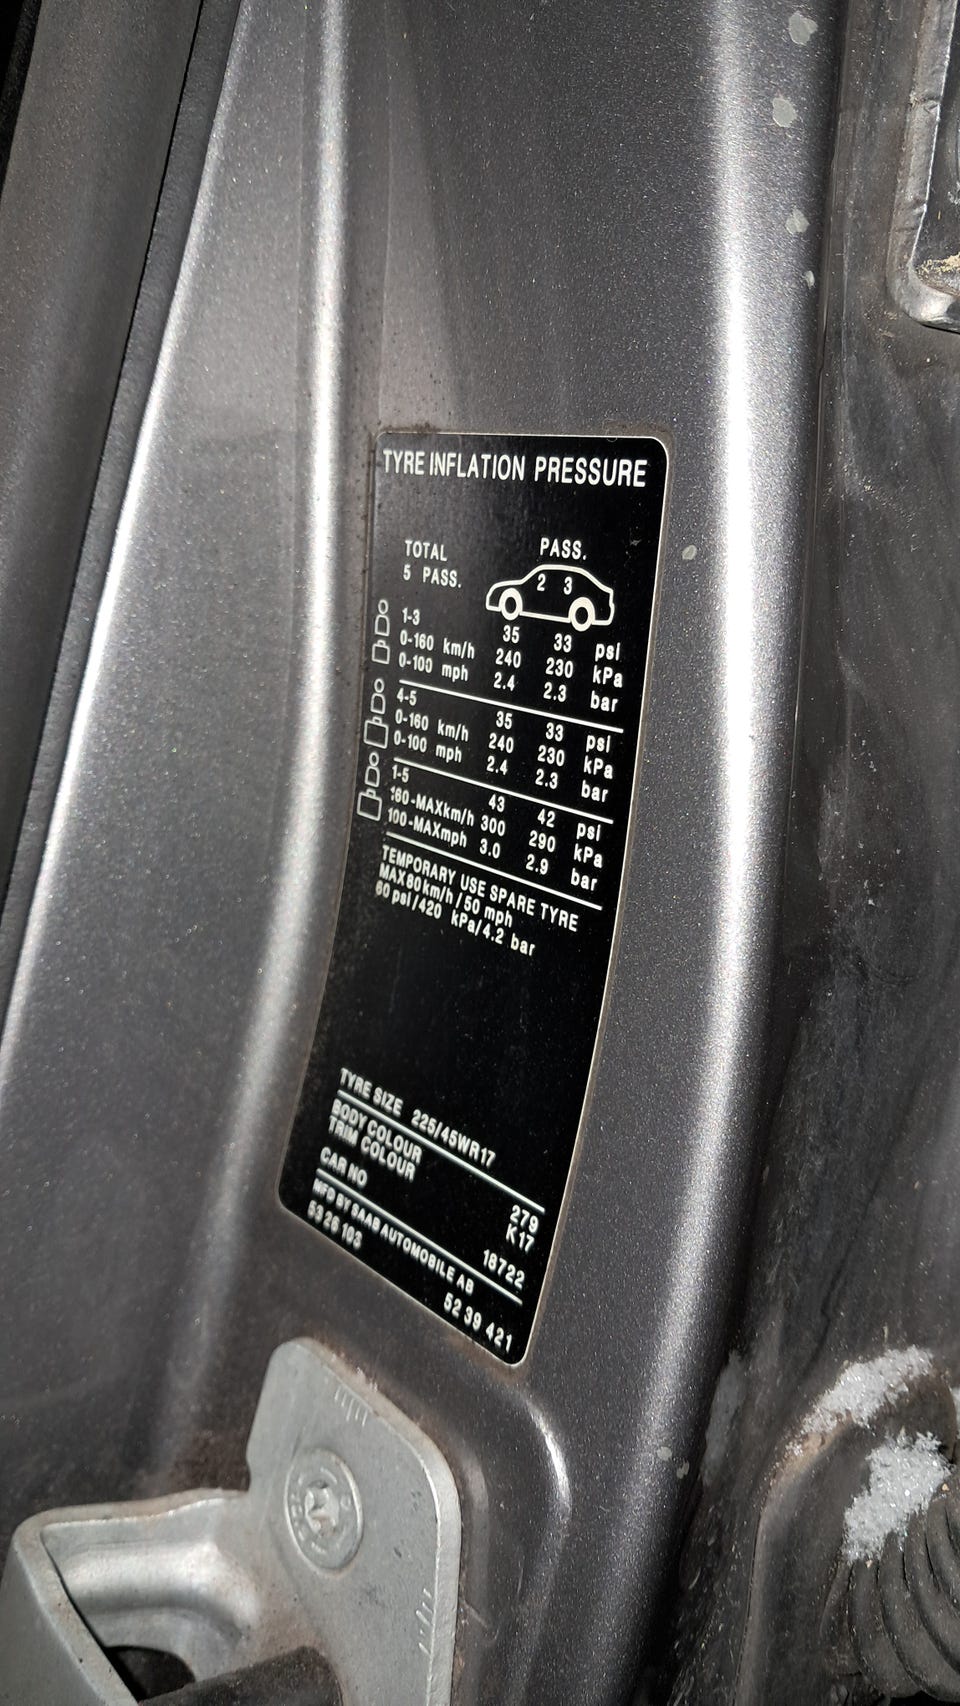 TYRE INFLATION PRESSURE
TOTAL PASS.
5 PASS. 2 3
1-3 35 33 psi
0-160 km/h 240 230 kPa
0-100 mph 2.4 2.3 bar
4-5 35 33 psi
0-160 km/h 240 230 kPa
0-100 mph 2.4 2.3 bar
1-5 43 42 psi
160-MAXkm/h 300 290 kPa
100-MAXmph 3.0 2.9 bar
TEMPORARY USE SPARE TYRE
MAX 80 km/h / 50 mph
60 psi / 420 kPa / 4.2 bar
TYRE SIZE 225/45WR17
BODY COLOUR 279
TRIM COLOUR K17
CAR NO 16722
MFD BY SAAB AUTOMOBILE AB
53 26 103 52 39 421